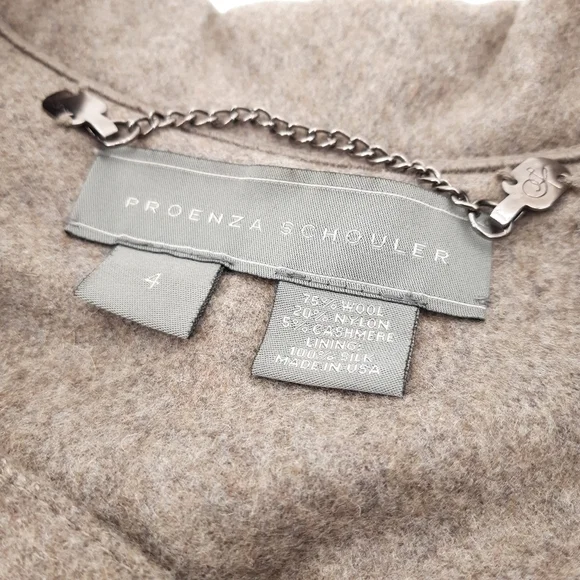 PROENZA SCHOULER
4
75% WOOL
20% NYLON
5% CASHMERE
LINING:
100% SILK
MADE IN USA